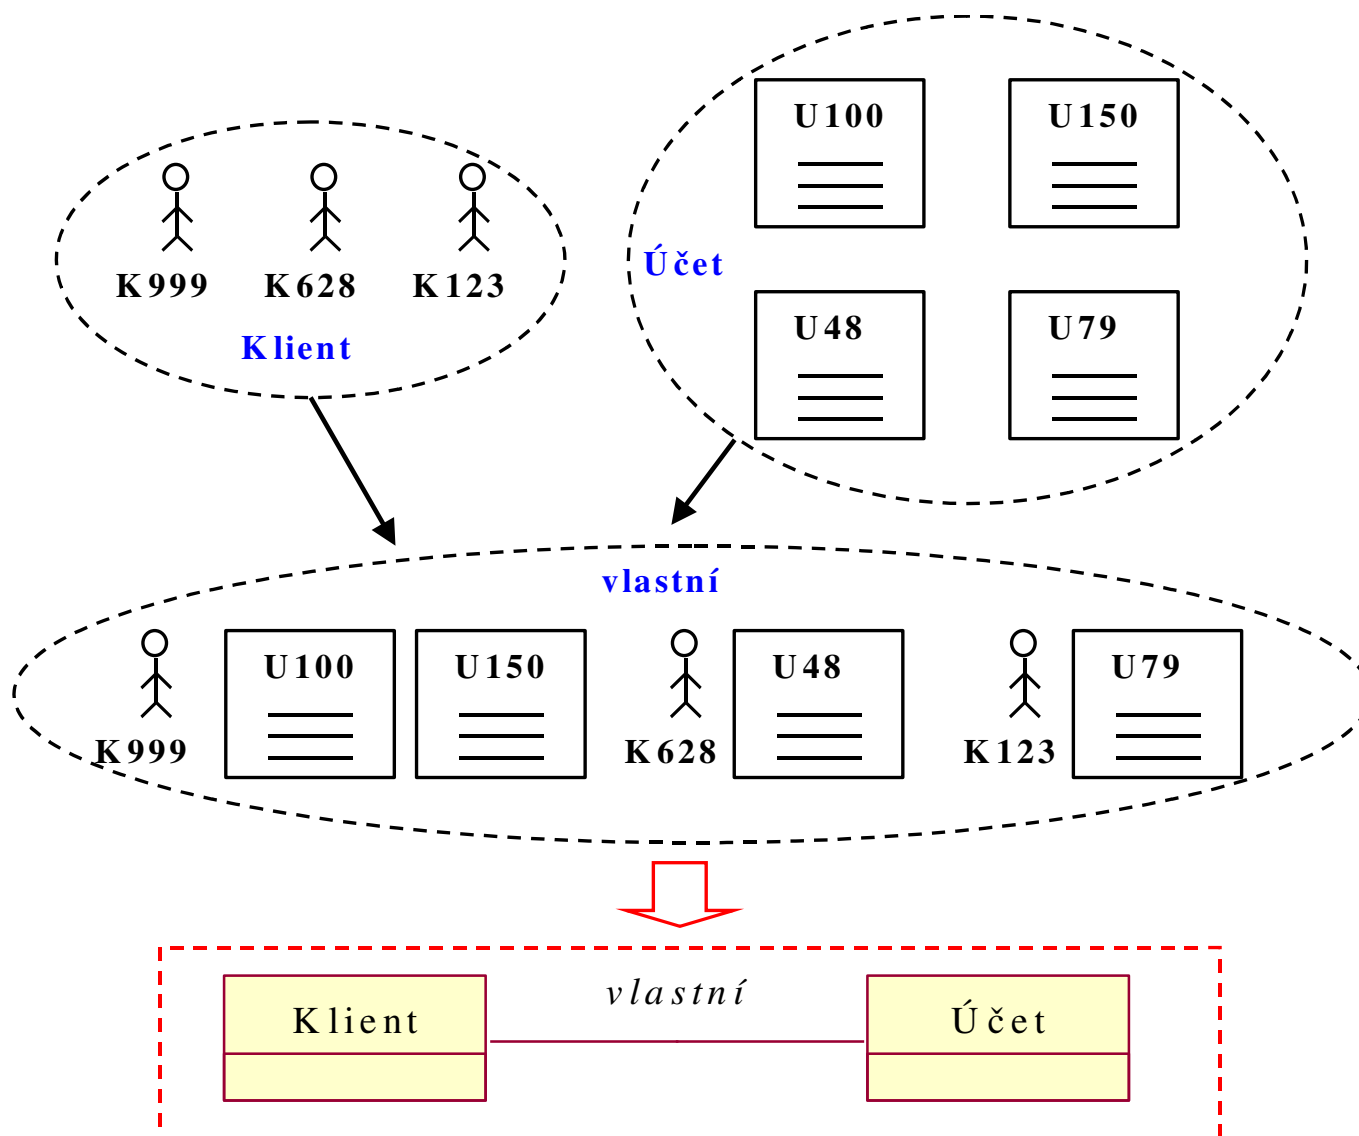 U100 U150
K999 K628 K123
Účet
Klient
U48 U79
vlastní
U100 U150 U48 U79
K999 K628 K123
vlastní
Klient Účet